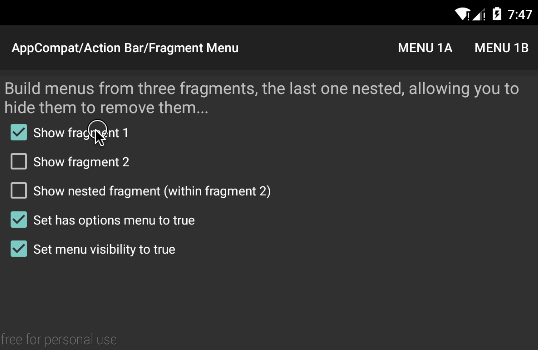 7:47
AppCompat/Action Bar/Fragment Menu MENU 1A MENU 1B
Build menus from three fragments, the last one nested, allowing you to
hide them to remove them...
Show fragment 1
Show fragment 2
Show nested fragment (within fragment 2)
Set has options menu to true
Set menu visibility to true
free for personal use